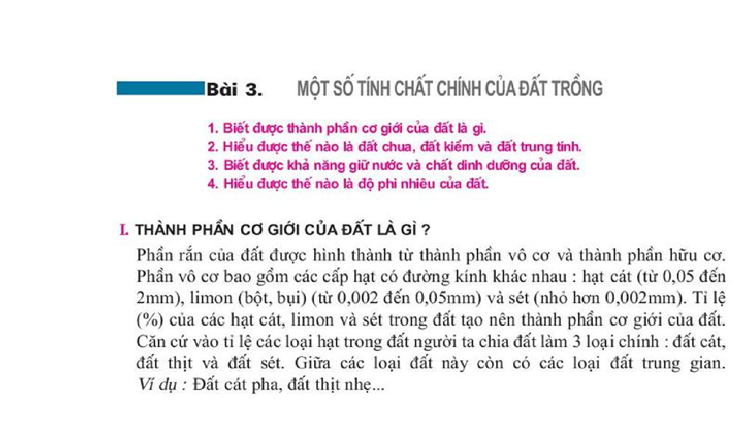 Bài 3. MỘT SỐ TÍNH CHẤT CHÍNH CỦA ĐẤT TRỒNG
1. Biết được thành phần cơ giới của đất là gì.
2. Hiểu được thế nào là đất chua, đất kiềm và đất trung tính.
3. Biết được khả năng giữ nước và chất dinh dưỡng của đất.
4. Hiểu được thế nào là độ phì nhiêu của đất.
I. THÀNH PHẦN CƠ GIỚI CỦA ĐẤT LÀ GÌ ?
Phần rắn của đất được hình thành từ thành phần vô cơ và thành phần hữu cơ.
Phần vô cơ bao gồm các cấp hạt có đường kính khác nhau : hạt cát (từ 0,05 đến
2mm), limon (bột, bụi) (từ 0,002 đến 0,05mm) và sét (nhỏ hơn 0,002mm). Tỉ lệ
(%) của các hạt cát, limon và sét trong đất tạo nên thành phần cơ giới của đất.
Căn cứ vào tỉ lệ các loại hạt trong đất người ta chia đất làm 3 loại chính : đất cát,
đất thịt và đất sét. Giữa các loại đất này còn có các loại đất trung gian.
Ví dụ : Đất cát pha, đất thịt nhẹ...